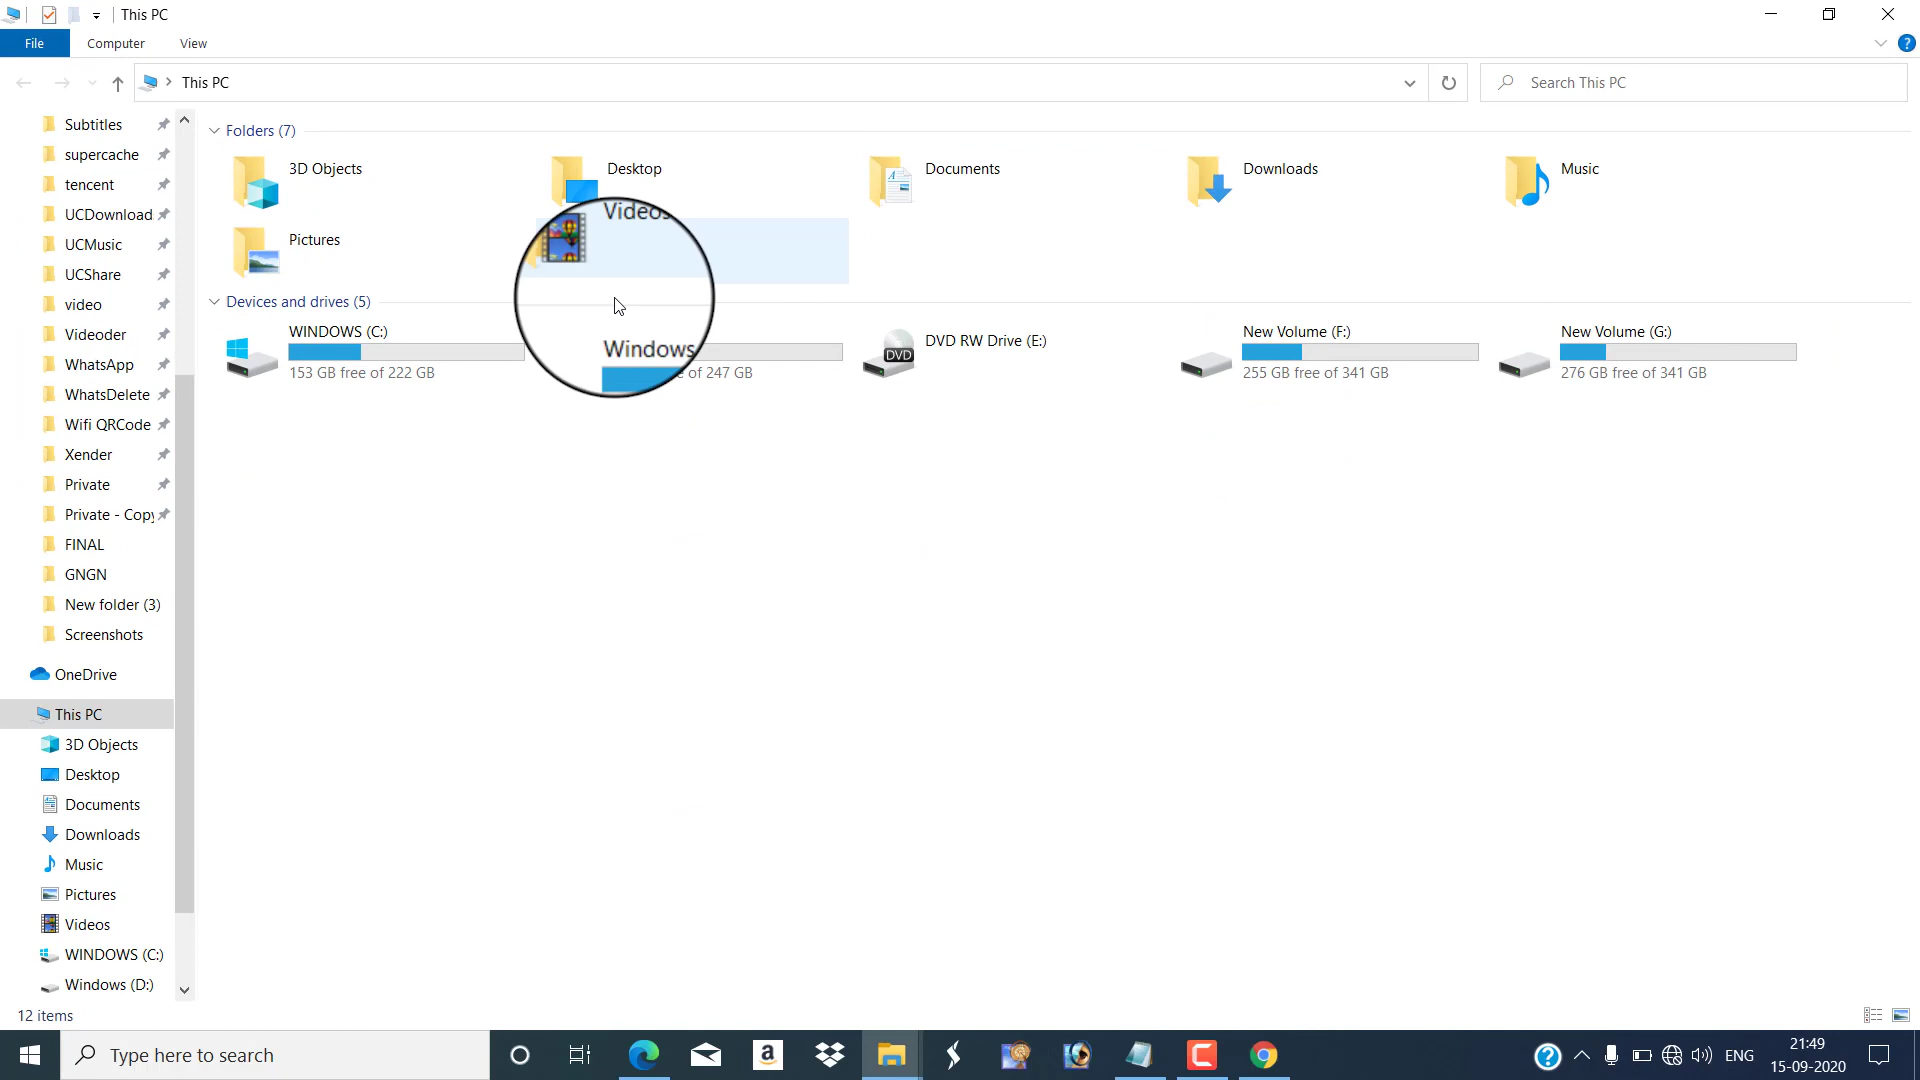 This PC
File Computer View
This PC
Search This PC
Subtitles
supercache
tencent
UCDownload
UCMusic
UCShare
video
Videoder
WhatsApp
WhatsDelete
Wifi QRCode
Xender
Private
Private - Copy
FINAL
GNGN
New folder (3)
Screenshots
OneDrive
This PC
3D Objects
Desktop
Documents
Downloads
Music
Pictures
Videos
WINDOWS (C:)
Windows (D:)
Folders (7)
3D Objects
Desktop
Documents
Downloads
Music
Pictures
Videos
Devices and drives (5)
WINDOWS (C:)
153 GB free of 222 GB
Windows
of 247 GB
DVD
DVD RW Drive (E:)
New Volume (F:)
255 GB free of 341 GB
New Volume (G:)
276 GB free of 341 GB
12 items
Type here to search
a
ENG
21:49
15-09-2020